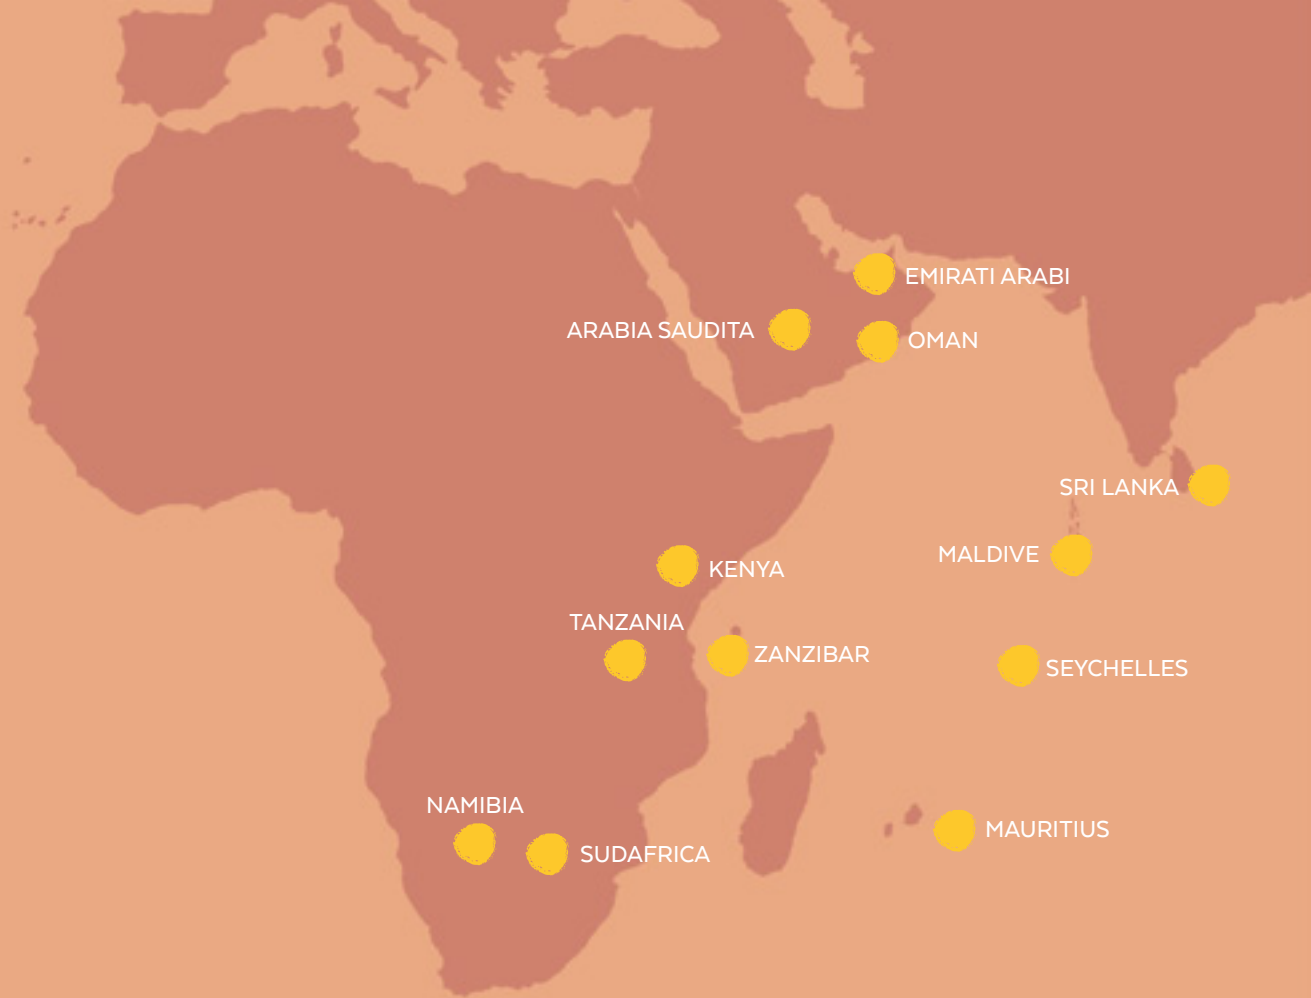 EMIRATI ARABI
ARABIA SAUDITA
OMAN
SRI LANKA
MALDIVE
KENYA
TANZANIA
ZANZIBAR
SEYCHELLES
NAMIBIA
MAURITIUS
SUDAFRICA